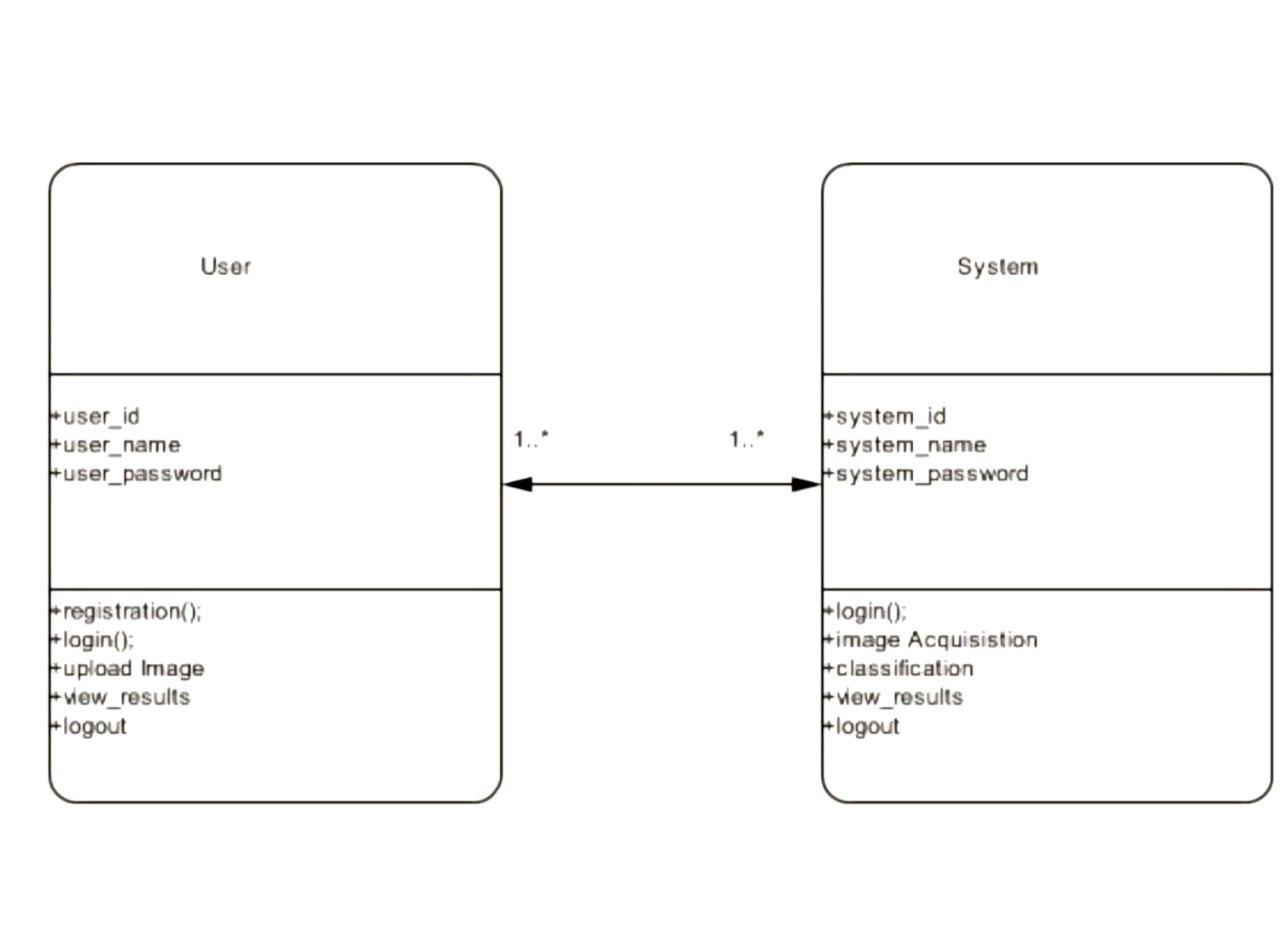 User
+user_id
+user_name
+user_password
+registration();
+login();
+upload Image
+view_results
+logout
1..*
1..*
System
+system_id
+system_name
+system_password
+login();
+image Acquisistion
+classification
+view_results
+logout